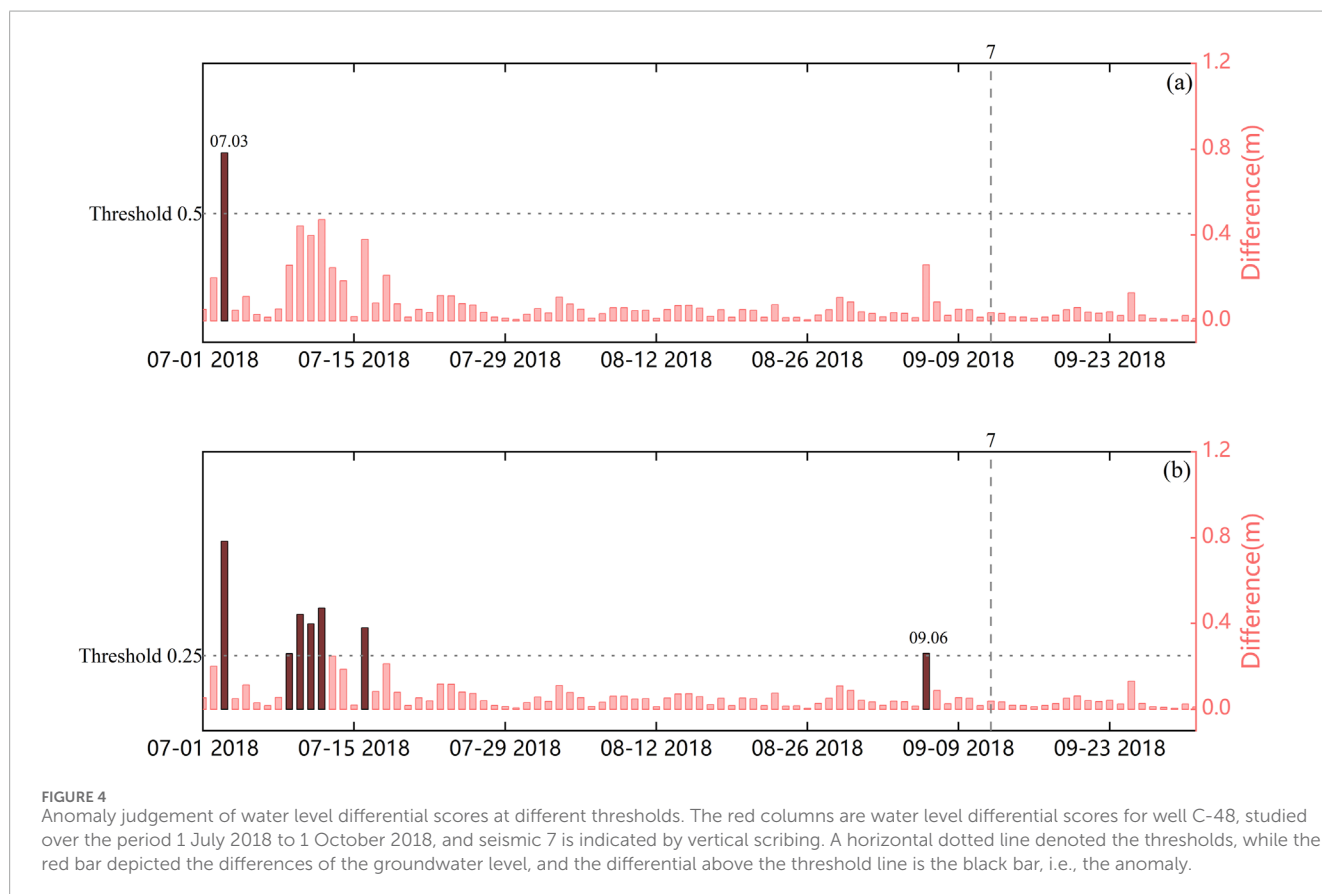 7
1.2
(a)
07.03
0.8
Threshold 0.5
0.4
Difference(m)
0.0
07-01 2018 07-15 2018 07-29 2018 08-12 2018 08-26 2018 09-09 2018 09-23 2018
7
1.2
(b)
0.8
Threshold 0.25
09.06
0.4
Difference(m)
0.0
07-01 2018 07-15 2018 07-29 2018 08-12 2018 08-26 2018 09-09 2018 09-23 2018
FIGURE 4
Anomaly judgement of water level differential scores at different thresholds. The red columns are water level differential scores for well C-48, studied
over the period 1 July 2018 to 1 October 2018, and seismic 7 is indicated by vertical scribing. A horizontal dotted line denoted the thresholds, while the
red bar depicted the differences of the groundwater level, and the differential above the threshold line is the black bar, i.e., the anomaly.